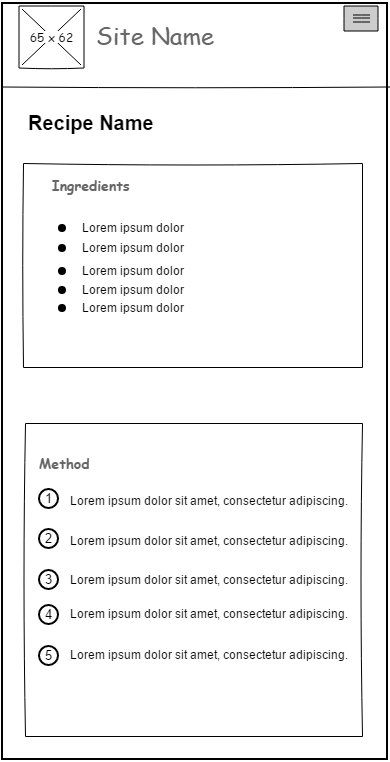 65 x 62
Site Name
Recipe Name
Ingredients
Lorem ipsum dolor
Lorem ipsum dolor
Lorem ipsum dolor
Lorem ipsum dolor
Lorem ipsum dolor
Method
1 Lorem ipsum dolor sit amet, consectetur adipiscing.
2 Lorem ipsum dolor sit amet, consectetur adipiscing.
3 Lorem ipsum dolor sit amet, consectetur adipiscing.
4 Lorem ipsum dolor sit amet, consectetur adipiscing.
5 Lorem ipsum dolor sit amet, consectetur adipiscing.